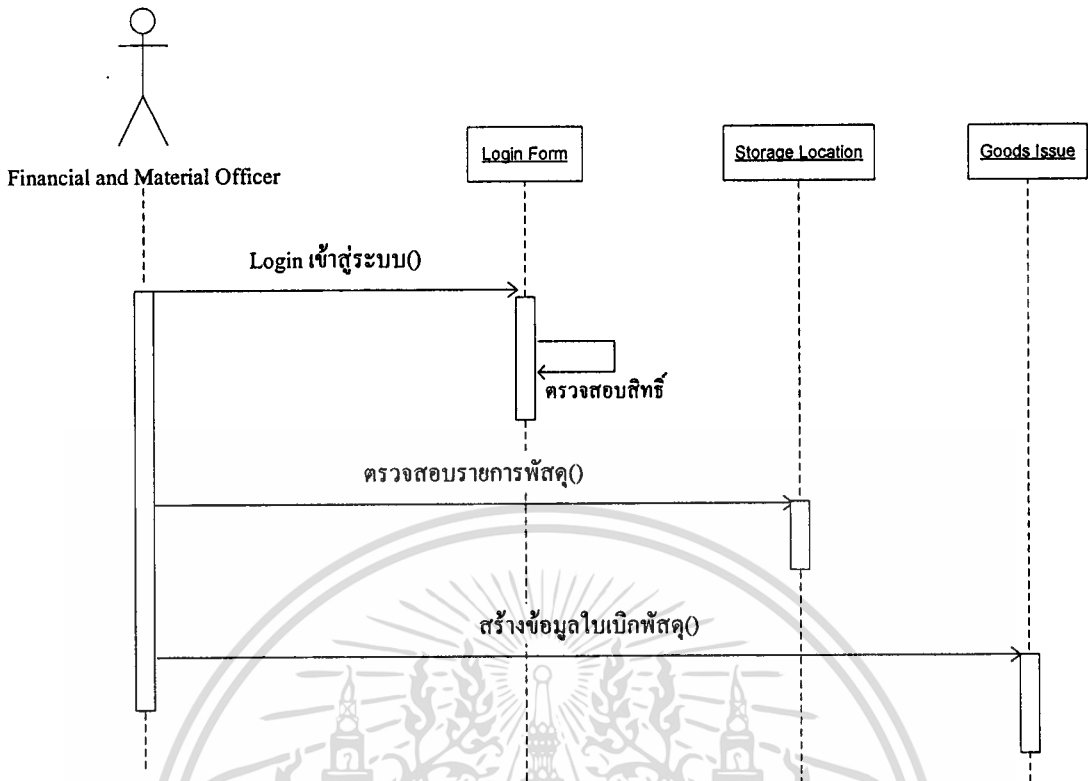 Login Form
Storage Location
Goods Issue
Financial and Material Officer
Login เข้าสู่ระบบ()
ตรวจสอบสิทธิ์
ตรวจสอบรายการพัสดุ()
สร้างข้อมูลใบเบิกพัสดุ()